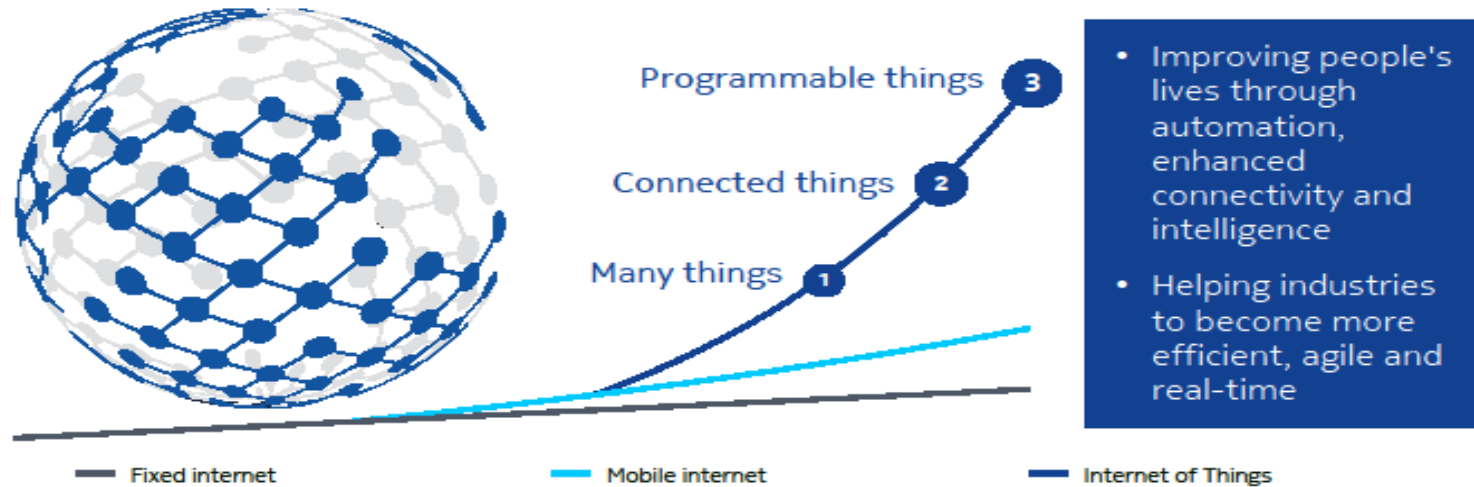 Programmable things 3
Connected things 2
Many things 1
• Improving people's
lives through
automation,
enhanced
connectivity and
intelligence
• Helping industries
to become more
efficient, agile and
real-time
Fixed internet
Mobile internet
Internet of Things